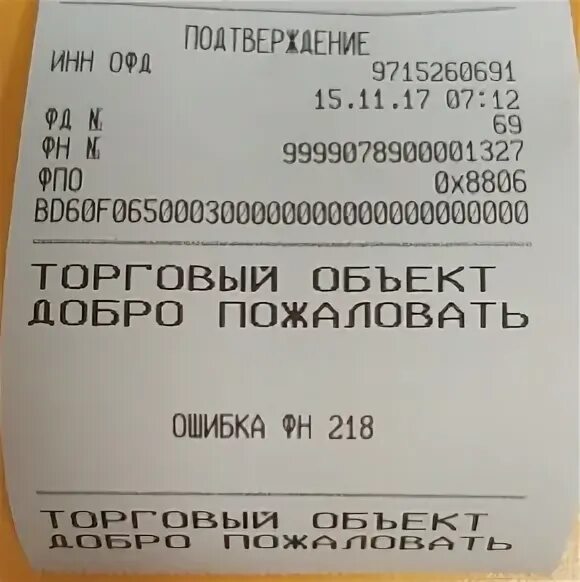 ПОДТВЕРЖДЕНИЕ
ИНН ОФД 9715260691
15.11.17 07:12
ФД № 69
ФН № 9999078900001327
ФПО 0x8806
BD60F065000300000000000000000000
ТОРГОВЫЙ ОБЪЕКТ
ДОБРО ПОЖАЛОВАТЬ
ОШИБКА ФН 218
ТОРГОВЫЙ ОБЪЕКТ
ДОБРО ПОЖАЛОВАТЬ